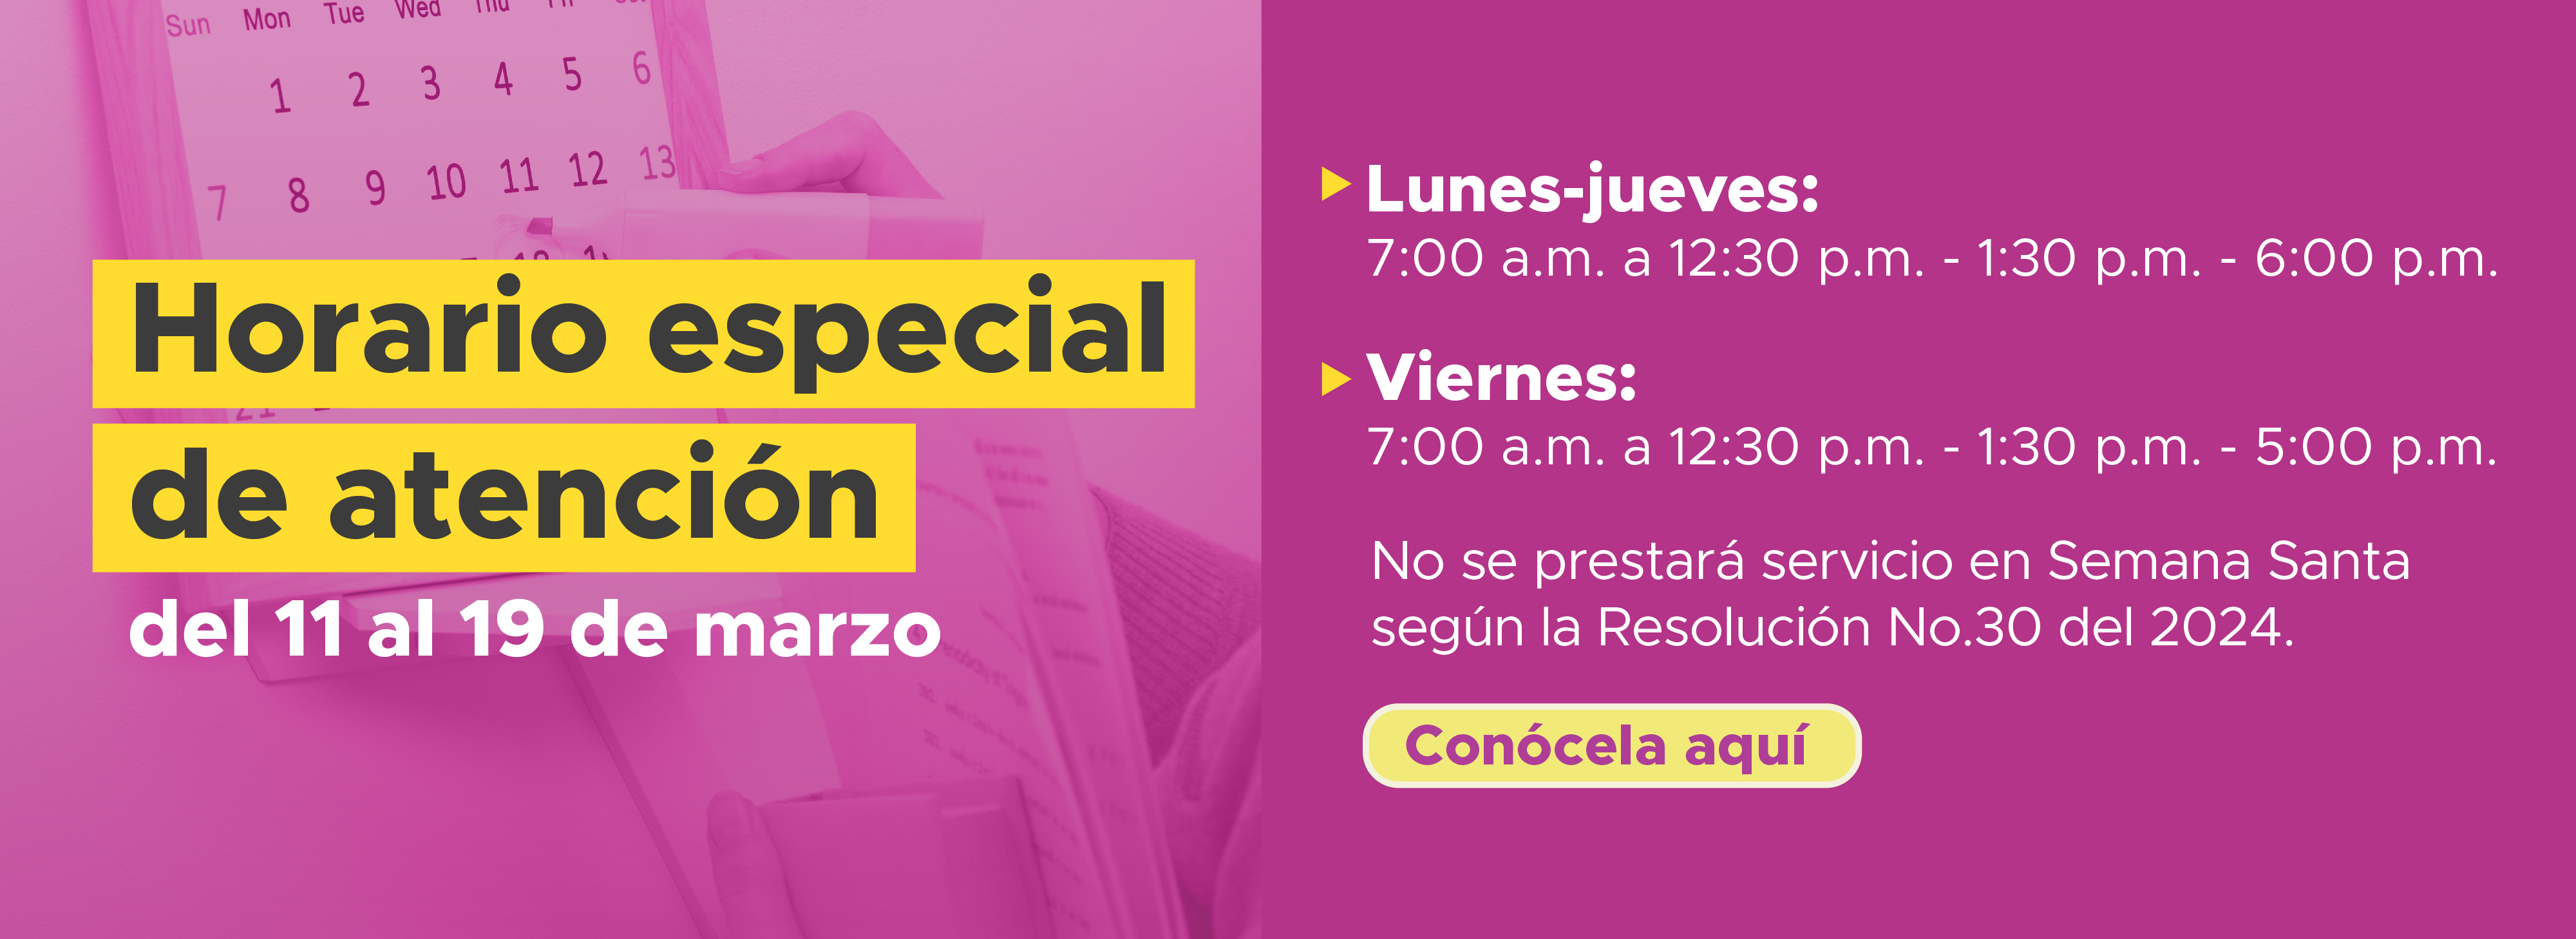 Sun Mon Tue Wed Thu
1 2 3 4 5 6
7 8 9 10 11 12 13
21
Horario especial
de atención
del 11 al 19 de marzo
Lunes-jueves:
7:00 a.m. a 12:30 p.m. - 1:30 p.m. - 6:00 p.m.
Viernes:
7:00 a.m. a 12:30 p.m. - 1:30 p.m. - 5:00 p.m.
No se prestará servicio en Semana Santa
según la Resolución No.30 del 2024.
Conócela aquí